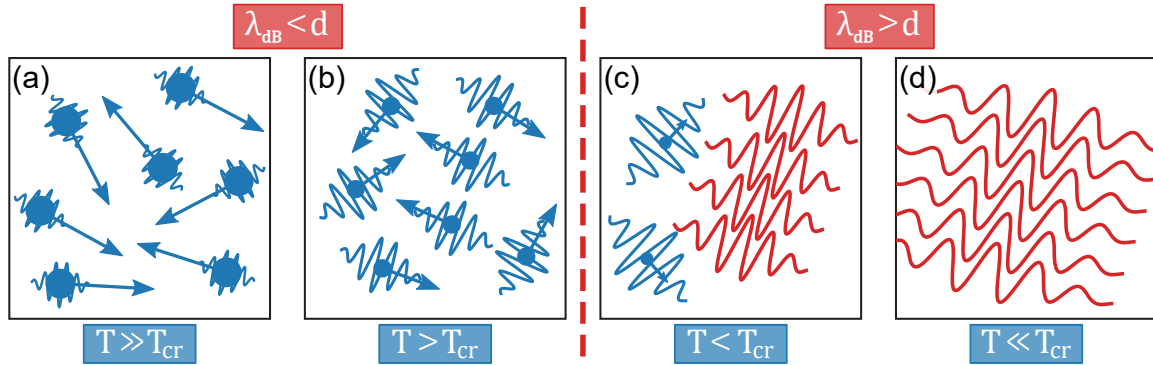 λdB < d
λdB > d
(a)
(b)
(c)
(d)
T ≫ Tcr
T > Tcr
T < Tcr
T ≪ Tcr